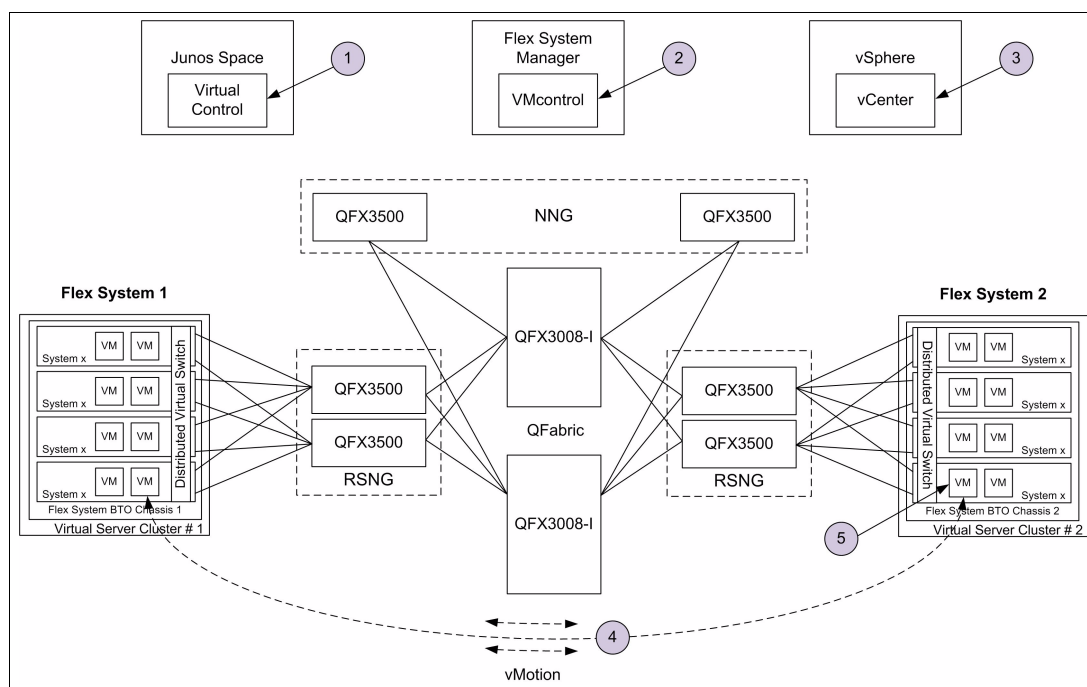 Junos Space
Virtual
Control
1
Flex System
Manager
VMcontrol
2
vSphere
vCenter
3
QFX3500
NNG
QFX3500
Flex System 1
System x
VM
VM
System x
VM
VM
System x
VM
VM
System x
VM
VM
Distributed Virtual Switch
Flex System BTO Chassis 1
Virtual Server Cluster # 1
QFX3500
QFX3500
RSNG
QFX3008-I
QFabric
QFX3008-I
QFX3500
QFX3500
RSNG
Flex System 2
Distributed Virtual Switch
VM
VM
System x
VM
VM
System x
VM
VM
System x
VM
VM
System x
Flex System BTO Chassis 2
Virtual Server Cluster # 2
5
4
vMotion